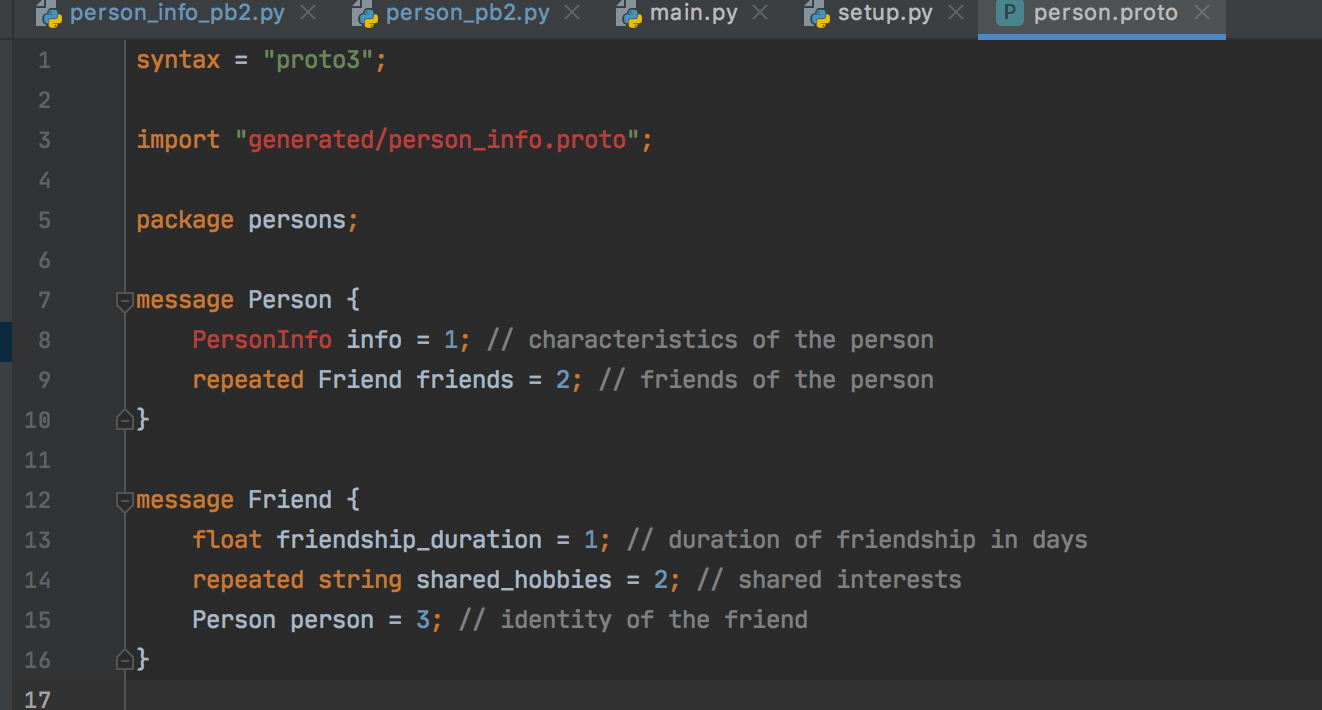 person_info_pb2.py person_pb2.py main.py setup.py P person.proto
1 syntax = "proto3";
2
3 import "generated/person_info.proto";
4
5 package persons;
6
7 message Person {
8 PersonInfo info = 1; // characteristics of the person
9 repeated Friend friends = 2; // friends of the person
10 }
11
12 message Friend {
13 float friendship_duration = 1; // duration of friendship in days
14 repeated string shared_hobbies = 2; // shared interests
15 Person person = 3; // identity of the friend
16 }
17